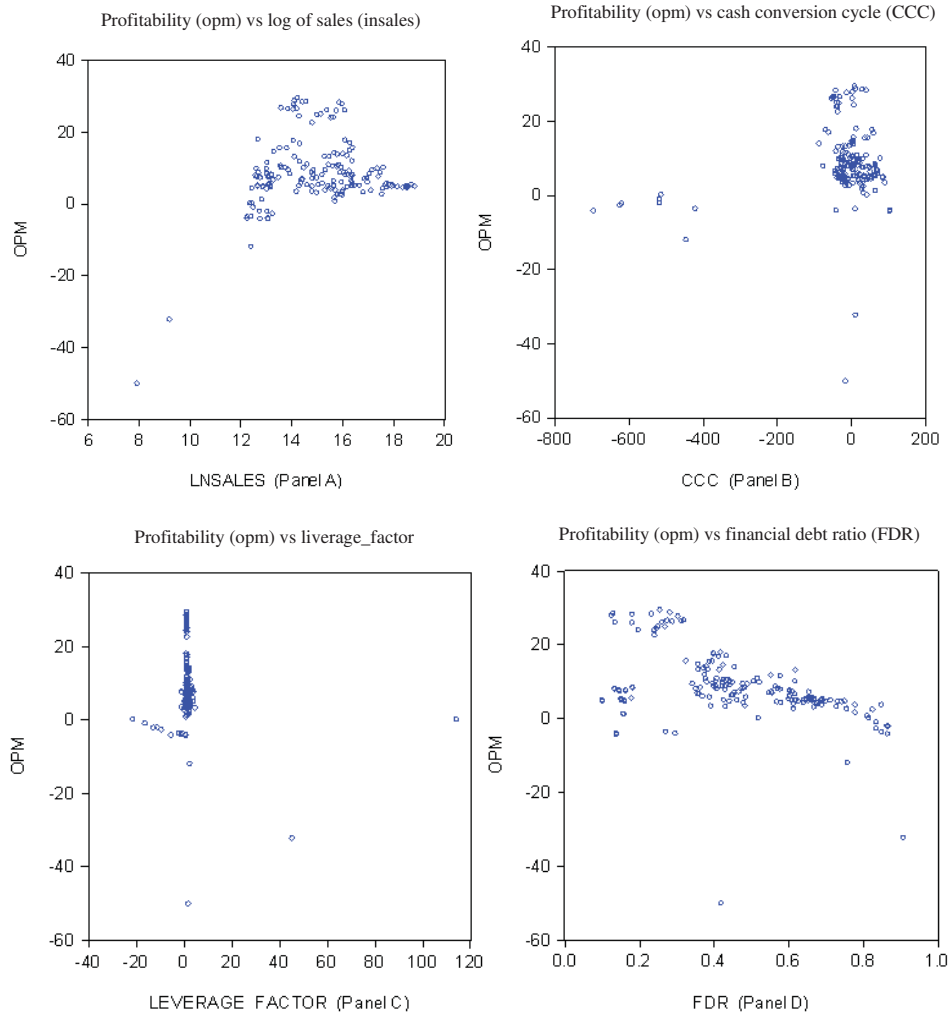 Profitability (opm) vs log of sales (insales)
40
20
0
-20
-40
-60
OPM
6 8 10 12 14 16 18 20
LNSALES (Panel A)
Profitability (opm) vs cash conversion cycle (CCC)
40
20
0
-20
-40
-60
OPM
-800 -600 -400 -200 0 200
CCC (Panel B)
Profitability (opm) vs liverage_factor
40
20
0
-20
-40
-60
OPM
-40 -20 0 20 40 60 80 100 120
LEVERAGE FACTOR (Panel C)
Profitability (opm) vs financial debt ratio (FDR)
40
20
0
-20
-40
-60
OPM
0.0 0.2 0.4 0.6 0.8 1.0
FDR (Panel D)